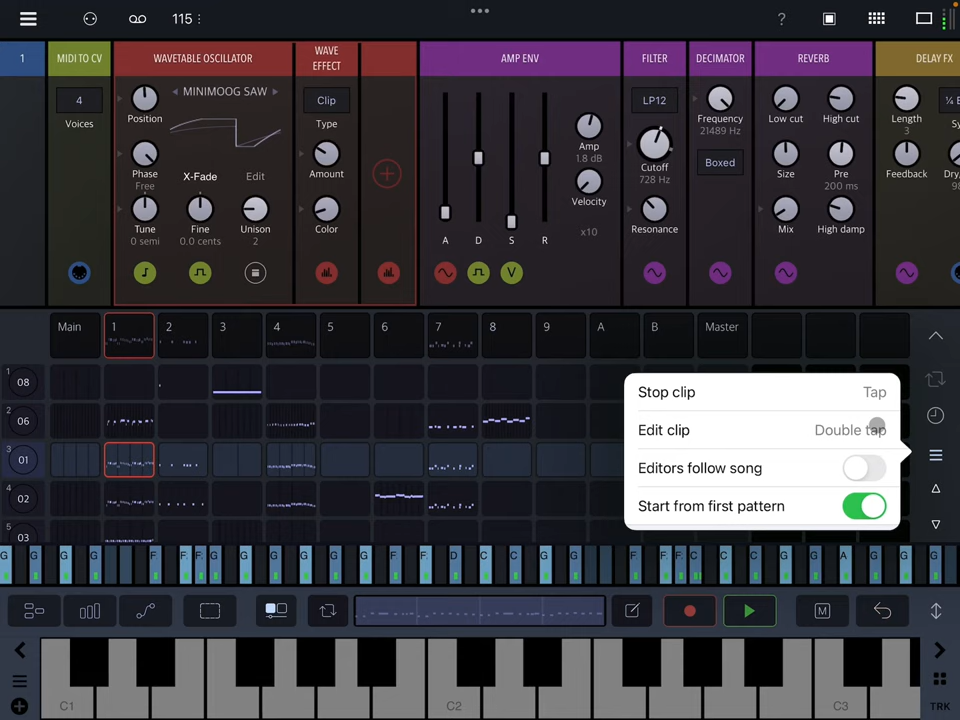 115
?
1
MIDI TO CV
WAVETABLE OSCILLATOR
WAVE EFFECT
AMP ENV
FILTER
DECIMATOR
REVERB
DELAY FX
4
Voices
Position
MINIMOOG SAW
Phase
Free
X-Fade
Edit
Tune
0 semi
Fine
0.0 cents
Unison
2
Clip
Type
Amount
Color
A
D
S
R
Amp
1.8 dB
Velocity
x10
LP12
Cutoff
728 Hz
Resonance
Frequency
21489 Hz
Boxed
Low cut
High cut
Size
Pre
200 ms
Mix
High damp
Length
3
Feedback
V
Main
1
2
3
4
5
6
7
8
9
A
B
Master
1
08
2
06
3
01
4
02
5
03
Stop clip
Tap
Edit clip
Double tap
Editors follow song
Start from first pattern
G G G G F F F G G G G G G F F D C C G G F F F C C C C G G A G G G
M
C1
C2
C3
TRK